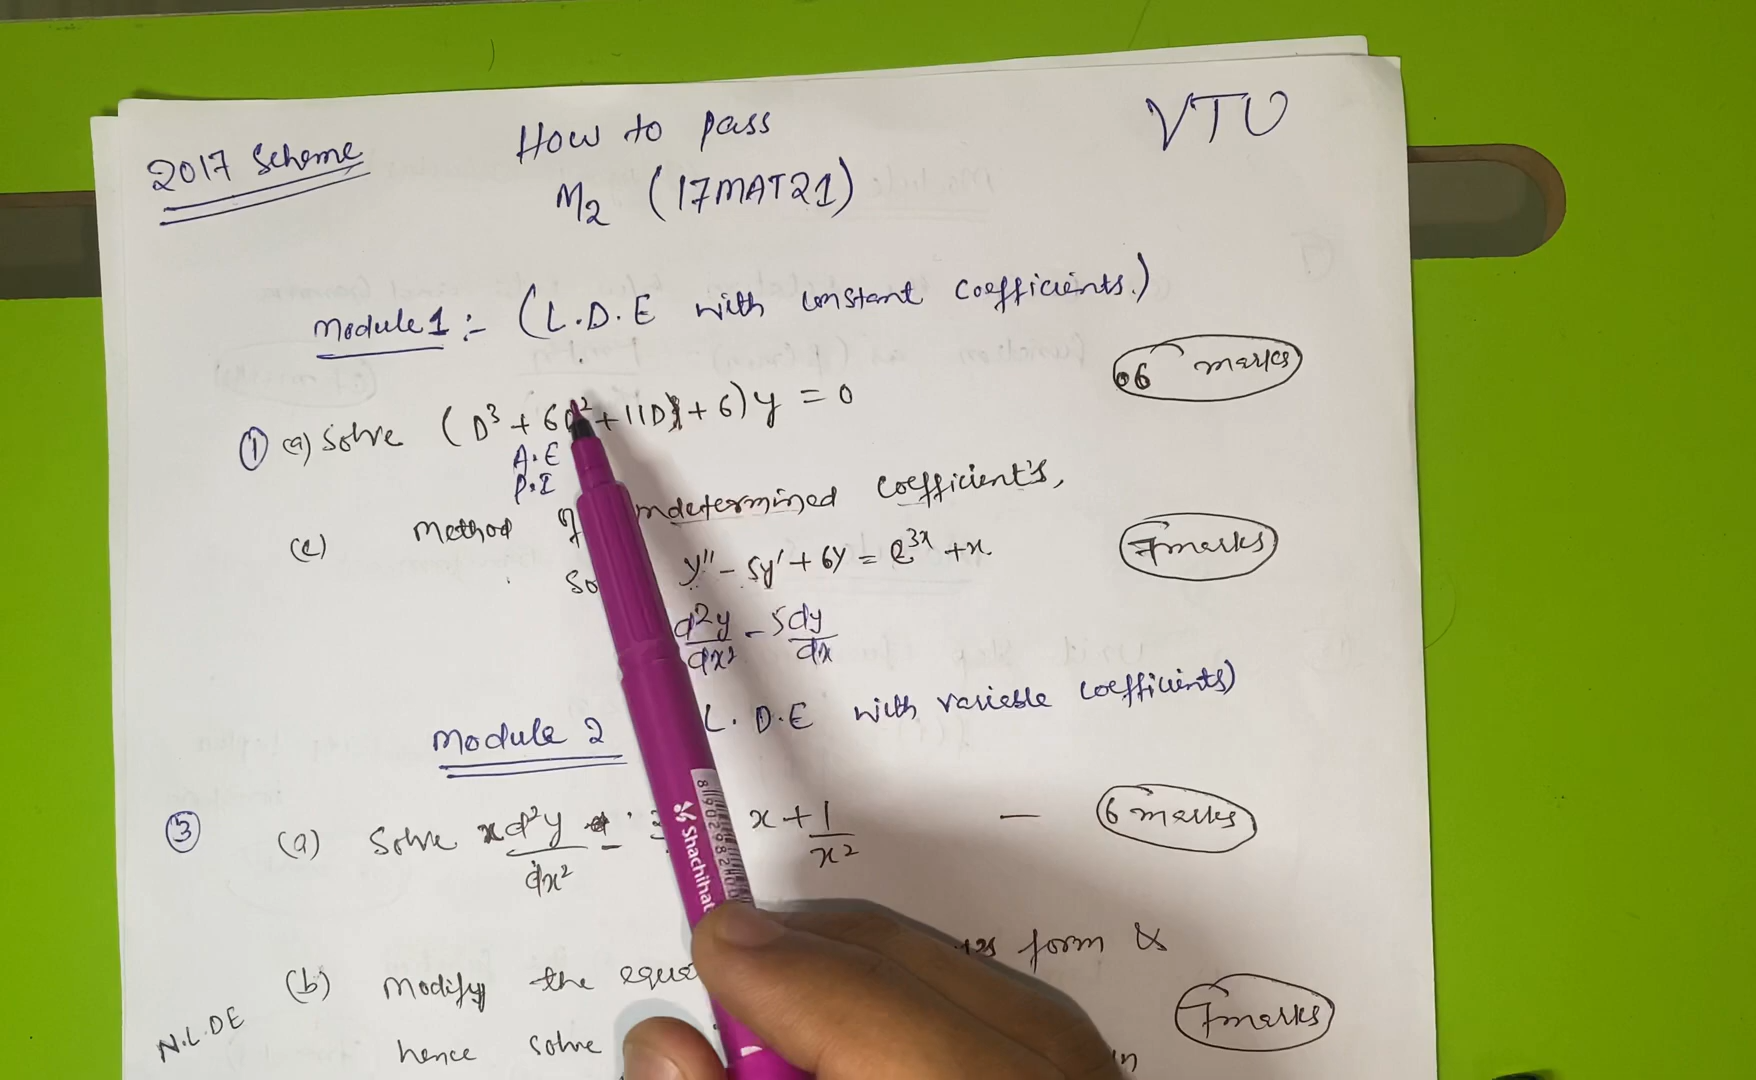 2017 Scheme
How to pass
VTU
M2 (17MAT21)
Module 1 :- (L.D.E with constant coefficients.)
06 marks
① (a) Solve (D³ + 6D² + 11D + 6)y = 0
A.E
P.I
(c) Method of undetermined coefficient's,
y'' - 5y' + 6y = e^{3x} + x.
7marks
d²y/dx² - 5dy/dx
Module 2
L.D.E with variable coefficients)
③ (a) Solve x d²y/dx² - x + 1/x² — 6 marks
(b) Modify the form &
7marks
N.L.DE
hence solve
Shachihat